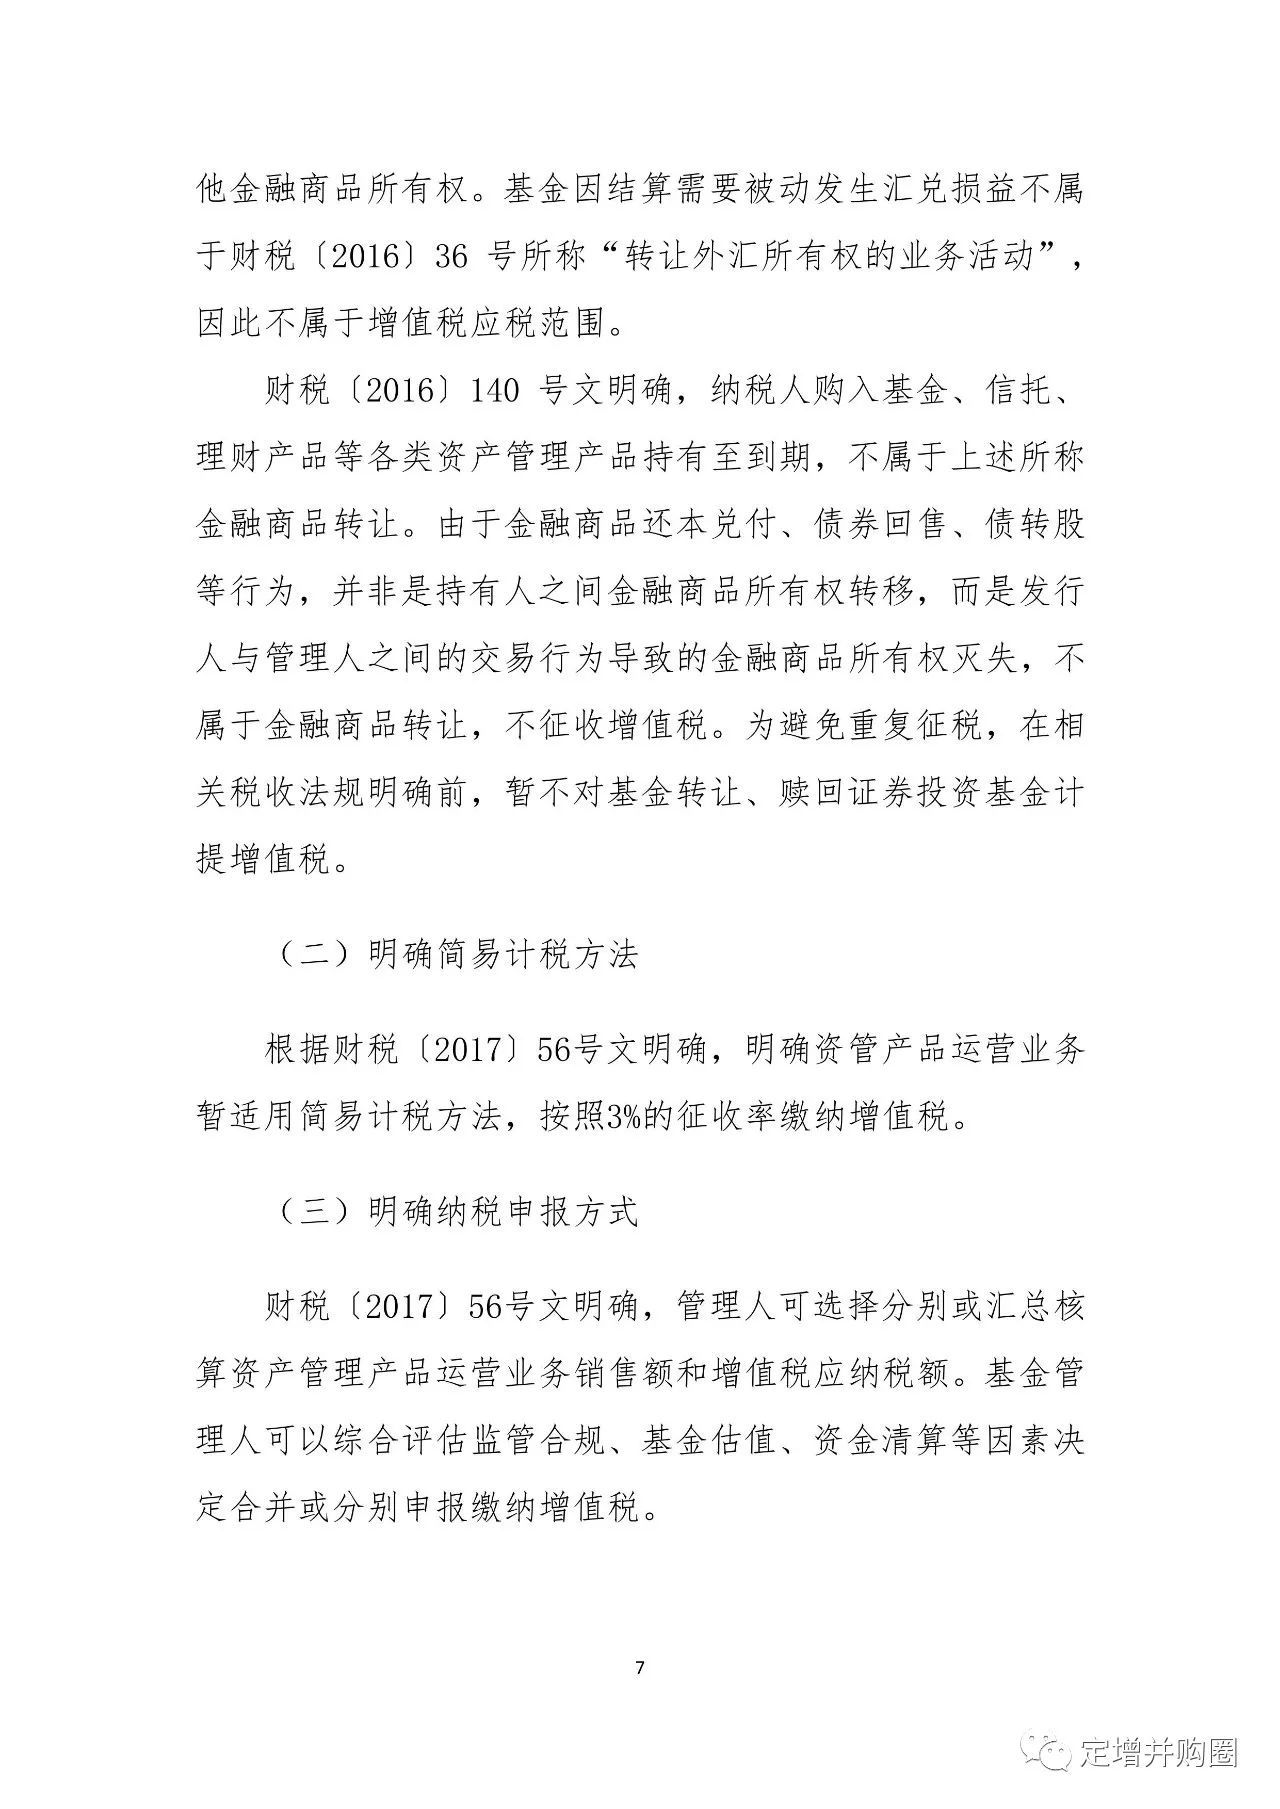 他金融商品所有权。基金因结算需要被动发生汇兑损益不属
于财税〔2016〕36 号所称“转让外汇所有权的业务活动”，
因此不属于增值税应税范围。
财税〔2016〕140 号文明确，纳税人购入基金、信托、
理财产品等各类资产管理产品持有至到期，不属于上述所称
金融商品转让。由于金融商品还本兑付、债券回售、债转股
等行为，并非是持有人之间金融商品所有权转移，而是发行
人与管理人之间的交易行为导致的金融商品所有权灭失，不
属于金融商品转让，不征收增值税。为避免重复征税，在相
关税收法规明确前，暂不对基金转让、赎回证券投资基金计
提增值税。
（二）明确简易计税方法
根据财税〔2017〕56号文明确，明确资管产品运营业务
暂适用简易计税方法，按照3%的征收率缴纳增值税。
（三）明确纳税申报方式
财税〔2017〕56号文明确，管理人可选择分别或汇总核
算资产管理产品运营业务销售额和增值税应纳税额。基金管
理人可以综合评估监管合规、基金估值、资金清算等因素决
定合并或分别申报缴纳增值税。
7
定增并购圈